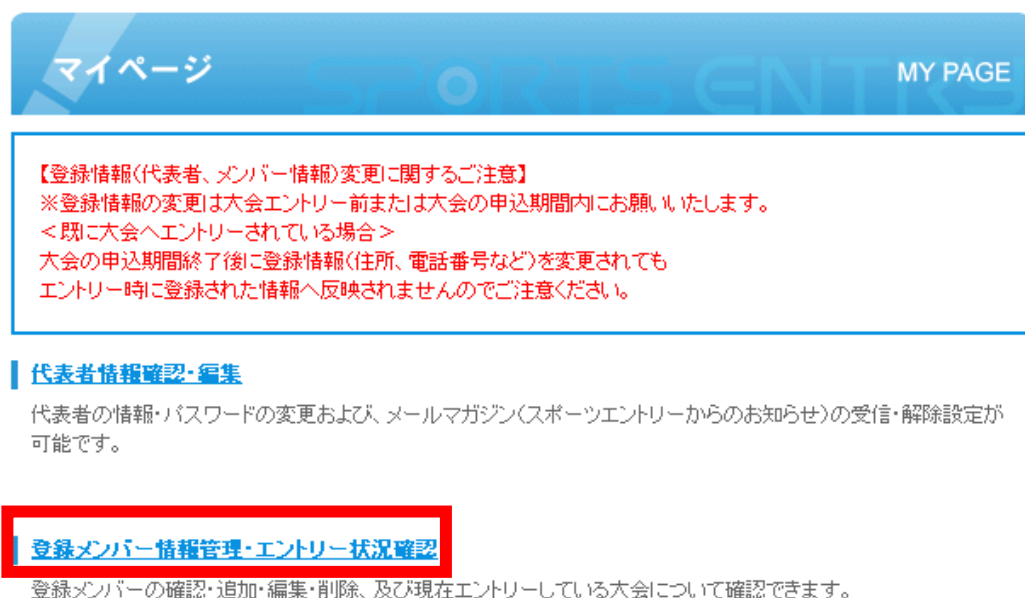 マイページ
SPORTS ENTRY
MY PAGE
【登録情報(代表者、メンバー情報)変更に関するご注意】
※登録情報の変更は大会エントリー前または大会の申込期間内にお願いいたします。
＜既に大会へエントリーされている場合＞
大会の申込期間終了後に登録情報(住所、電話番号など)を変更されても
エントリー時に登録された情報へ反映されませんのでご注意ください。
代表者情報確認・編集
代表者の情報・パスワードの変更および、メールマガジン(スポーツエントリーからのお知らせ)の受信・解除設定が
可能です。
登録メンバー情報管理・エントリー状況確認
登録メンバーの確認・追加・編集・削除、及び現在エントリーしている大会について確認できます。